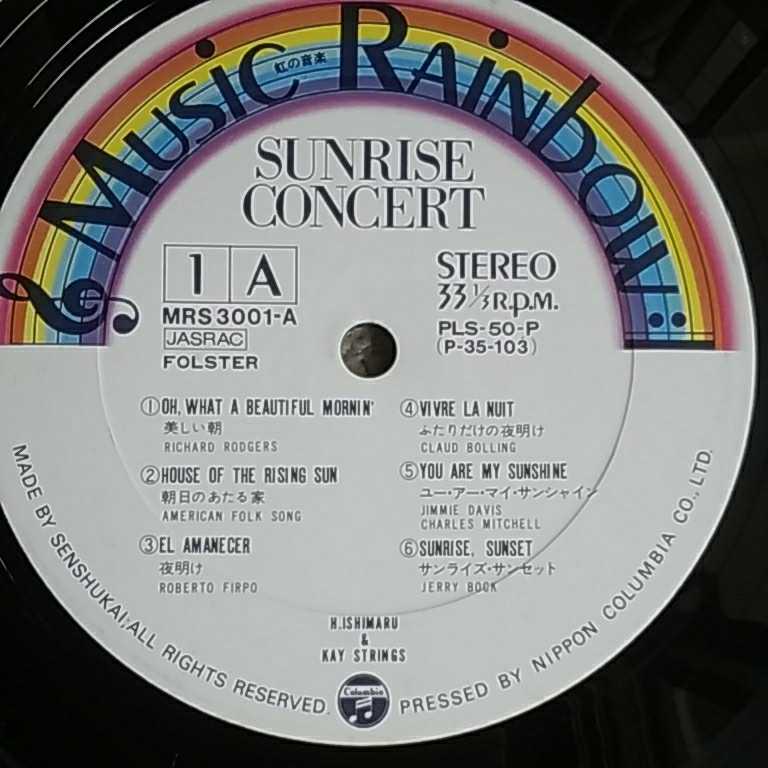 Music Rainbow
虹の音楽
SUNRISE
CONCERT
1 A
MRS 3001-A
JASRAC
FOLSTER
STEREO
33 1/3 R.P.M.
PLS-50-P
(P-35-103)
①OH, WHAT A BEAUTIFUL MORNIN'
美しい朝
RICHARD RODGERS
②HOUSE OF THE RISING SUN
朝日のあたる家
AMERICAN FOLK SONG
③EL AMANECER
夜明け
ROBERTO FIRPO
④VIVRE LA NUIT
ふたりだけの夜明け
CLAUD BOLLING
⑤YOU ARE MY SUNSHINE
ユー・アー・マイ・サンシャイン
JIMMIE DAVIS
CHARLES MITCHELL
⑥SUNRISE, SUNSET
サンライズ・サンセット
JERRY BOCK
H.ISHIMARU
&
KAY STRINGS
MADE BY SENSHUKAI; ALL RIGHTS RESERVED.
Columbia
PRESSED BY NIPPON COLUMBIA CO., LTD.